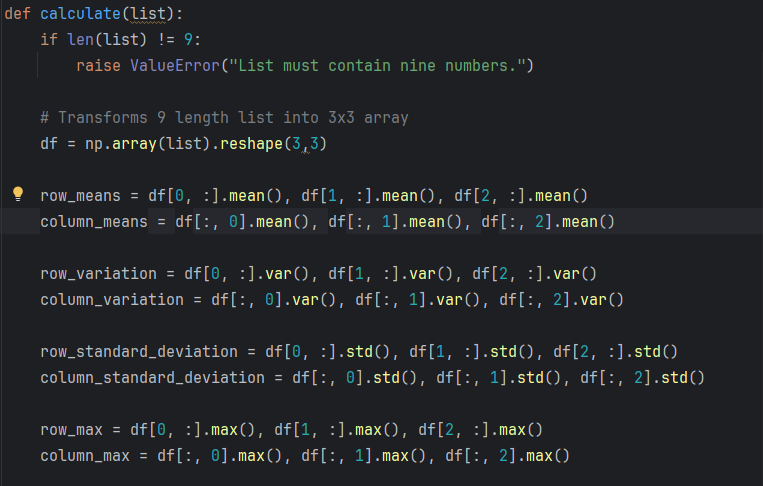 def calculate(list):
    if len(list) != 9:
        raise ValueError("List must contain nine numbers.")
    # Transforms 9 length list into 3x3 array
    df = np.array(list).reshape(3,3)
    row_means = df[0, :].mean(), df[1, :].mean(), df[2, :].mean()
    column_means = df[:, 0].mean(), df[:, 1].mean(), df[:, 2].mean()
    row_variation = df[0, :].var(), df[1, :].var(), df[2, :].var()
    column_variation = df[:, 0].var(), df[:, 1].var(), df[:, 2].var()
    row_standard_deviation = df[0, :].std(), df[1, :].std(), df[2, :].std()
    column_standard_deviation = df[:, 0].std(), df[:, 1].std(), df[:, 2].std()
    row_max = df[0, :].max(), df[1, :].max(), df[2, :].max()
    column_max = df[:, 0].max(), df[:, 1].max(), df[:, 2].max()